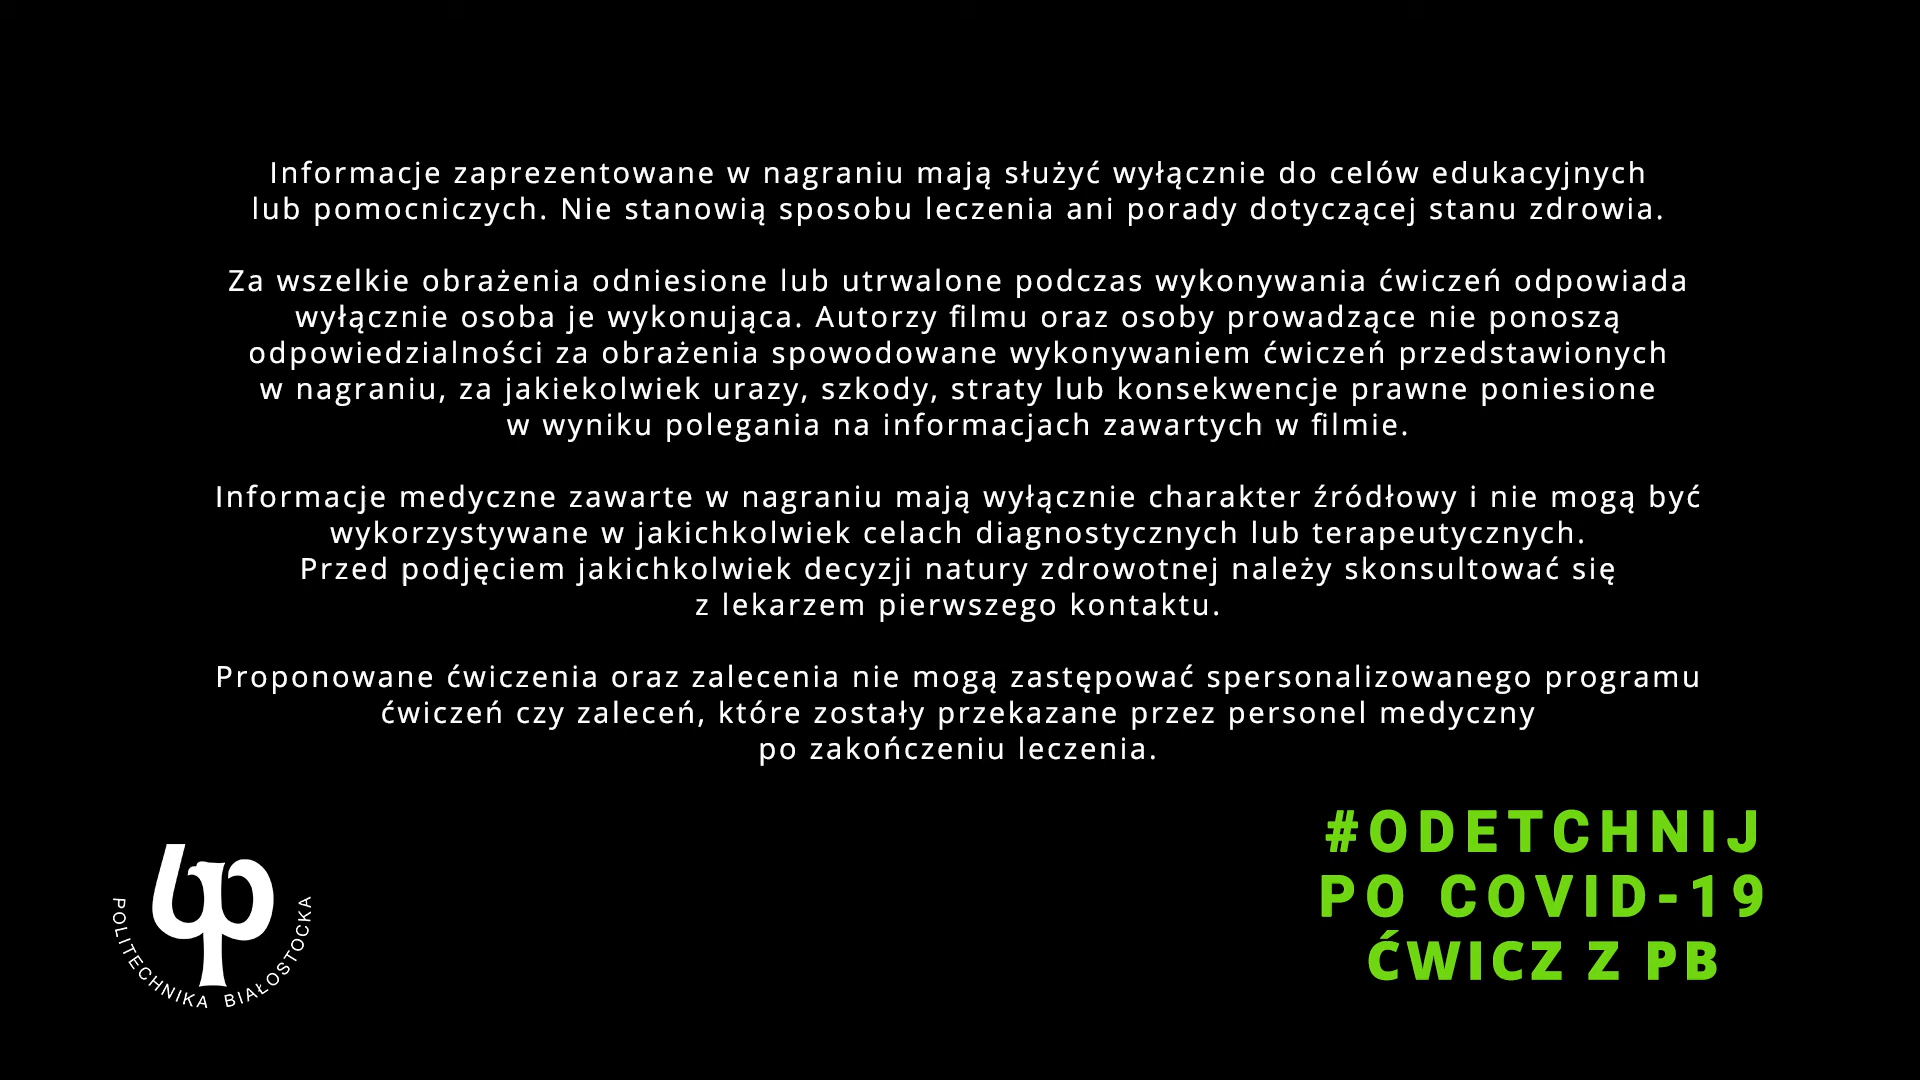 Informacje zaprezentowane w nagraniu mają służyć wyłącznie do celów edukacyjnych
lub pomocniczych. Nie stanowią sposobu leczenia ani porady dotyczącej stanu zdrowia.
Za wszelkie obrażenia odniesione lub utrwalone podczas wykonywania ćwiczeń odpowiada
wyłącznie osoba je wykonująca. Autorzy filmu oraz osoby prowadzące nie ponoszą
odpowiedzialności za obrażenia spowodowane wykonywaniem ćwiczeń przedstawionych
w nagraniu, za jakiekolwiek urazy, szkody, straty lub konsekwencje prawne poniesione
w wyniku polegania na informacjach zawartych w filmie.
Informacje medyczne zawarte w nagraniu mają wyłącznie charakter źródłowy i nie mogą być
wykorzystywane w jakichkolwiek celach diagnostycznych lub terapeutycznych.
Przed podjęciem jakichkolwiek decyzji natury zdrowotnej należy skonsultować się
z lekarzem pierwszego kontaktu.
Proponowane ćwiczenia oraz zalecenia nie mogą zastępować spersonalizowanego programu
ćwiczeń czy zaleceń, które zostały przekazane przez personel medyczny
po zakończeniu leczenia.
POLITECHNIKA BIAŁOSTOCKA
#ODETCHNIJ
PO COVID-19
ĆWICZ Z PB